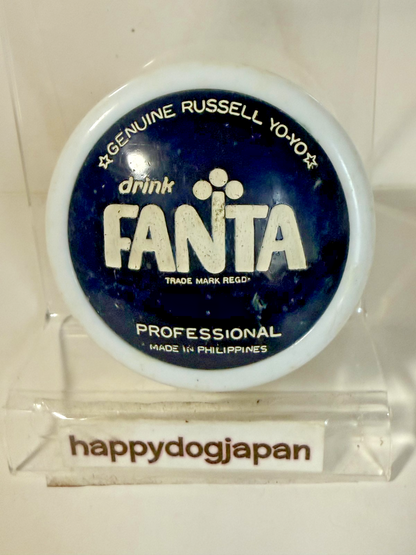 ☆GENUINE RUSSELL YO-YO☆
drink
FANTA
TRADE MARK REGD.
PROFESSIONAL
MADE IN PHILIPPINES
happydogjapan